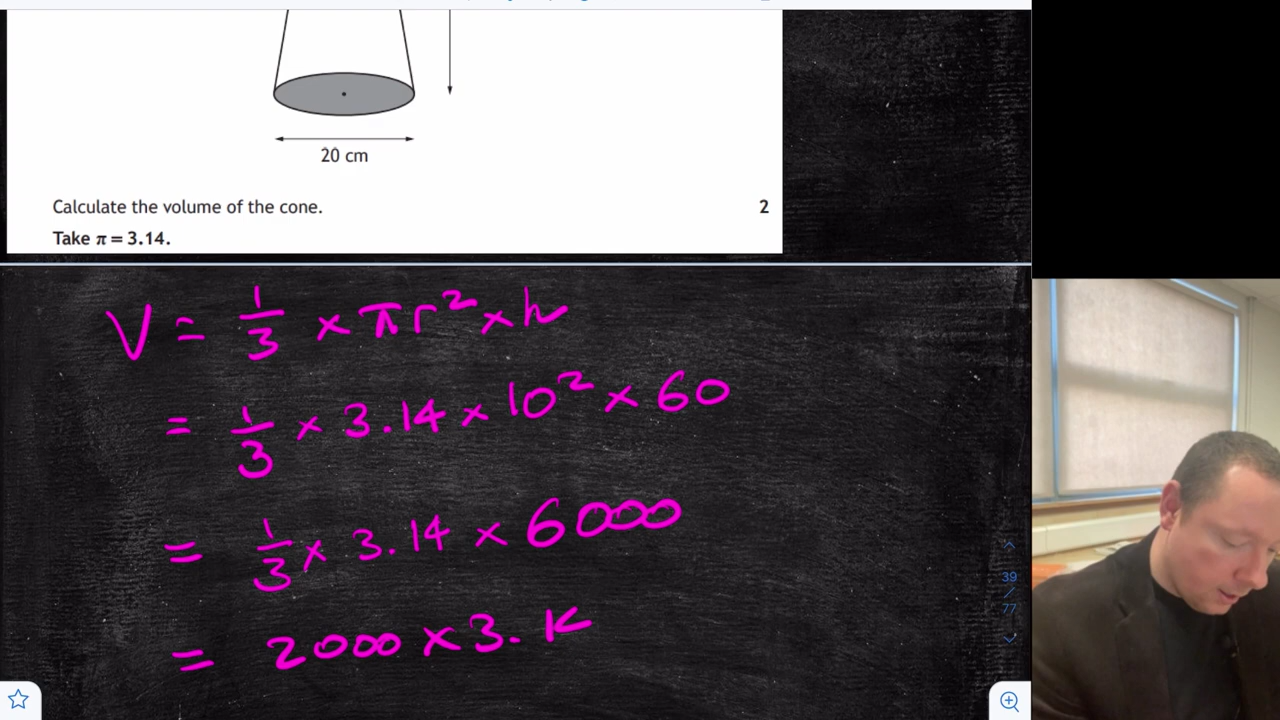 20 cm
Calculate the volume of the cone. 2
Take π = 3.14.
V = 1/3 × πr² × h
= 1/3 × 3.14 × 10² × 60
= 1/3 × 3.14 × 6000
= 2000 × 3.1
39
/
77